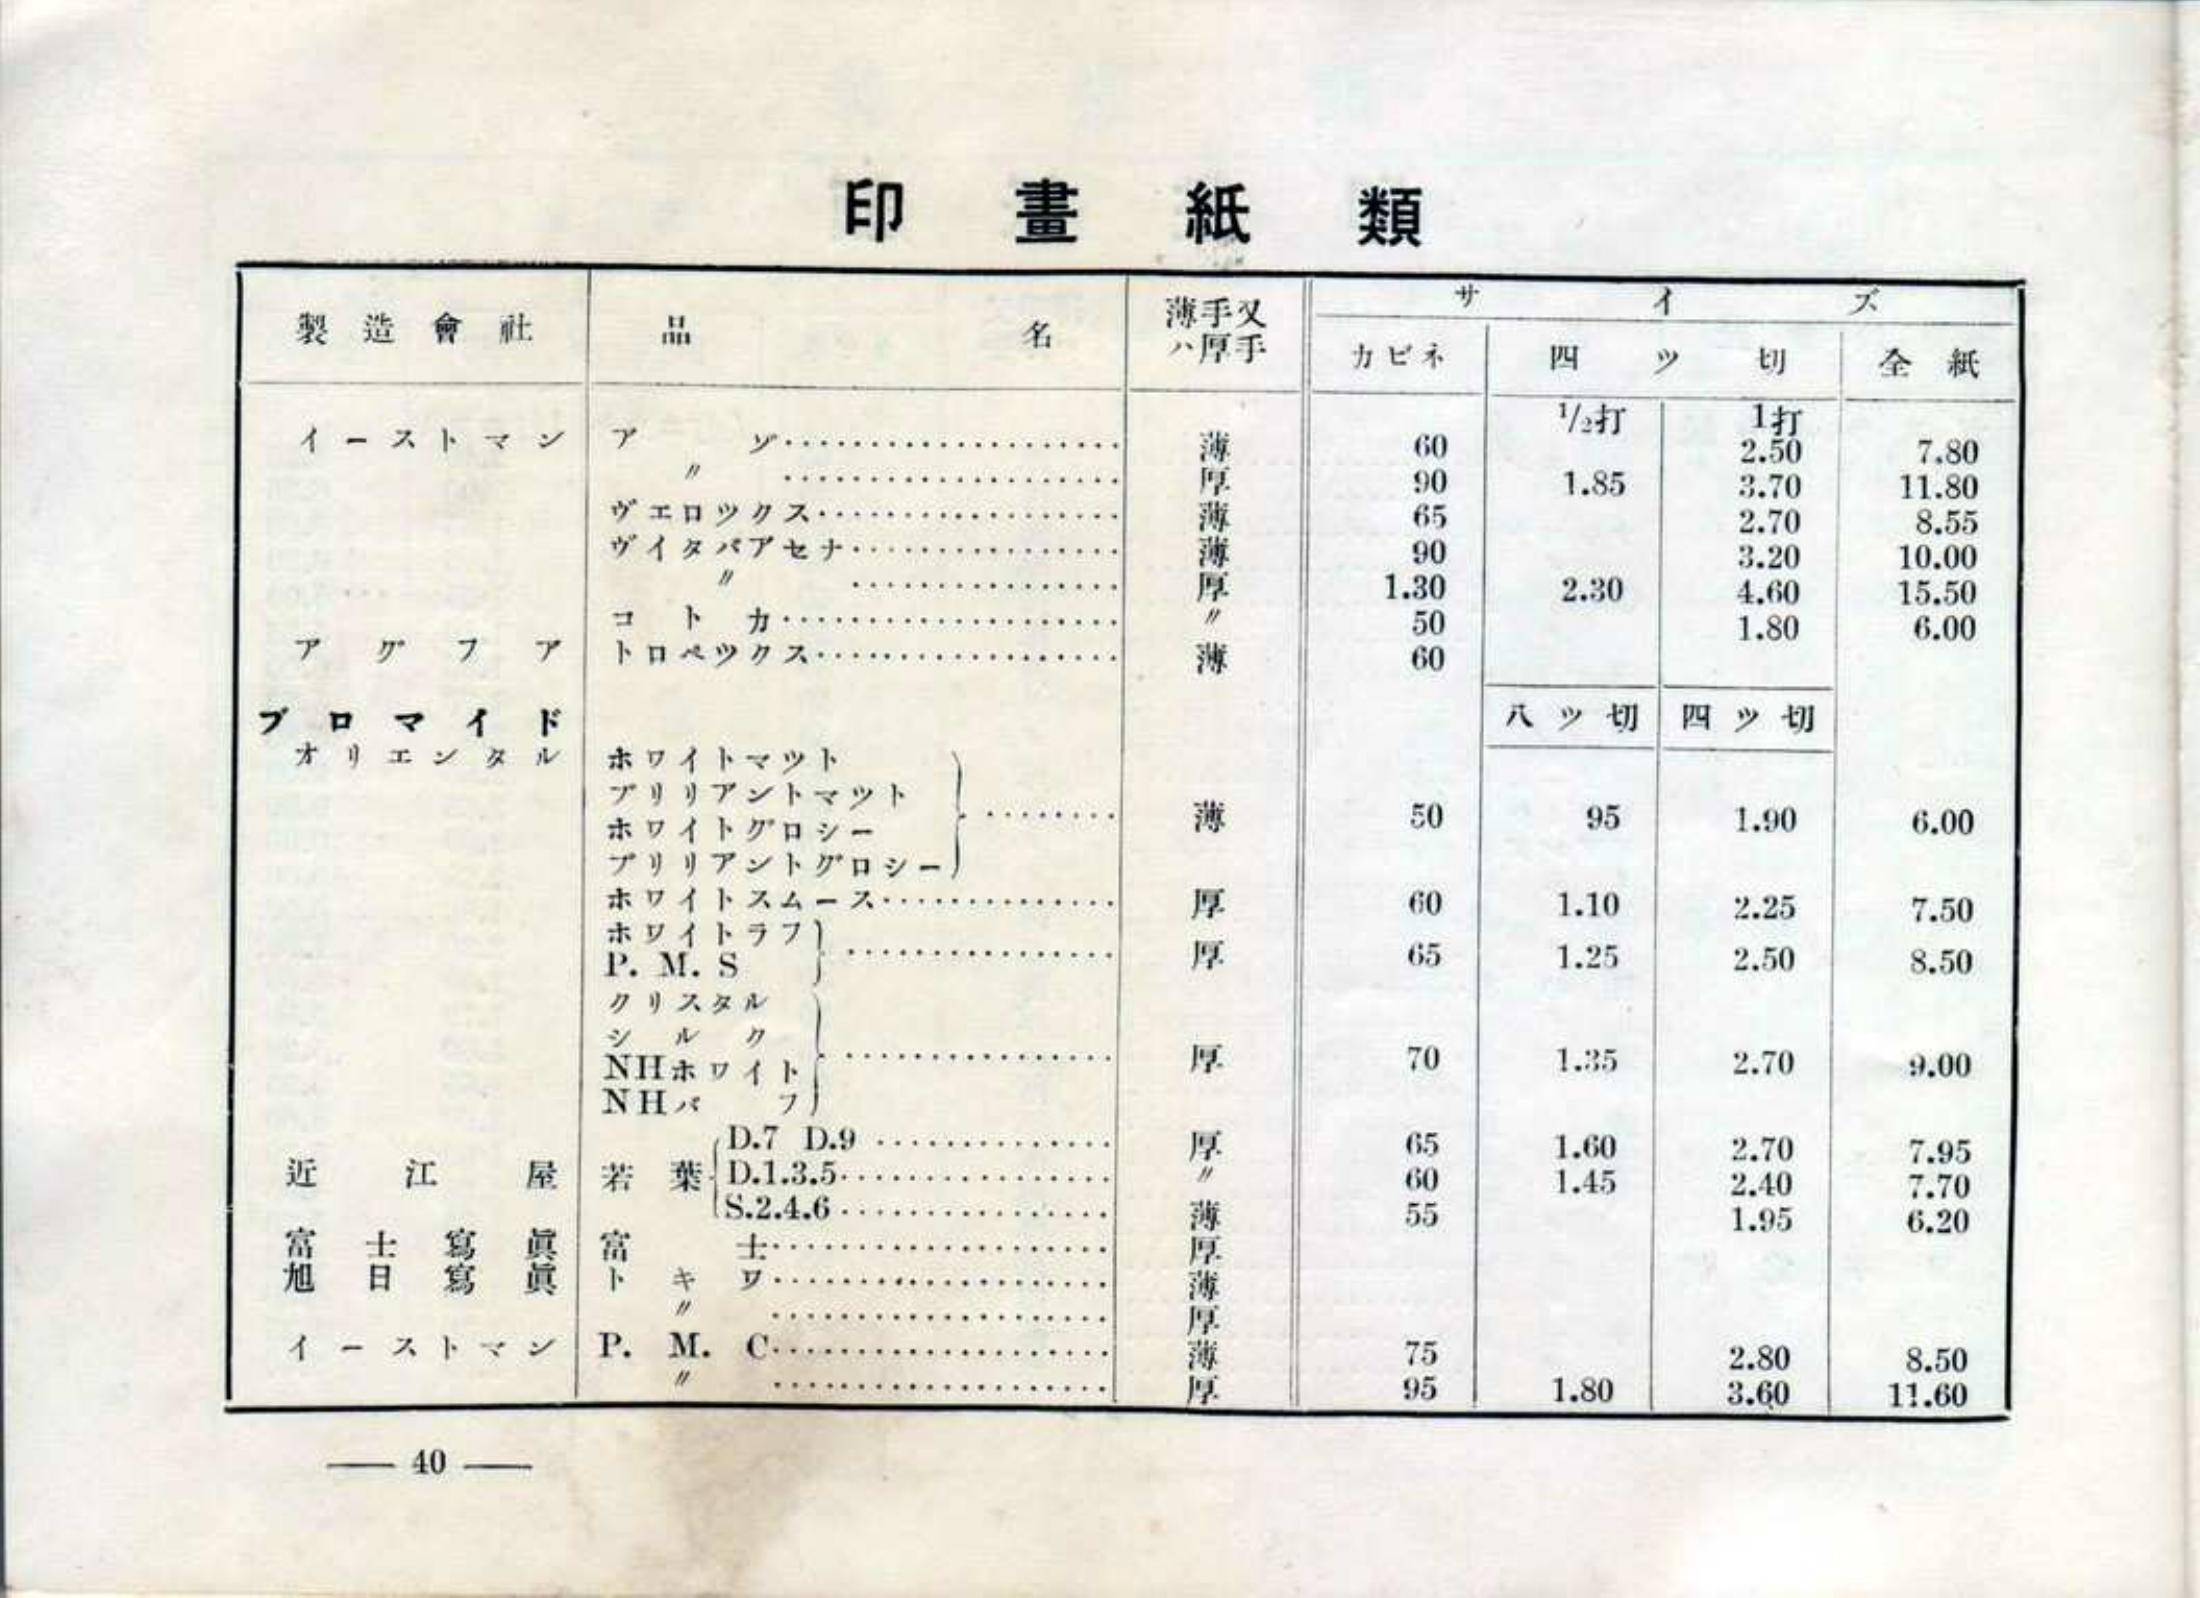 印畫紙類
製造會社 品名 薄手又ハ厚手 サイズ
カビネ 四ツ切 全紙
1/2打 1打
イーストマン アゾ 薄 60 2.50 7.80
〃 厚 90 1.85 3.70 11.80
ヴエロツクス 薄 65 2.70 8.55
ヴイタバアセナ 薄 90 3.20 10.00
〃 厚 1.30 2.30 4.60 15.50
コトカ 〃 50 1.80 6.00
アグフア トロペツクス 薄 60
ブロマイド 八ツ切 四ツ切
オリエンタル ホワイトマツト
ブリリアントマツト
ホワイトグロシー 薄 50 95 1.90 6.00
ブリリアントグロシー
ホワイトスムース 厚 60 1.10 2.25 7.50
ホワイトラフ
P. M. S 厚 65 1.25 2.50 8.50
クリスタル
シルク
NHホワイト 厚 70 1.35 2.70 9.00
NHバフ
D.7 D.9 厚 65 1.60 2.70 7.95
近江屋 若葉 D.1.3.5 〃 60 1.45 2.40 7.70
S.2.4.6 薄 55 1.95 6.20
富士寫眞 富士 厚
旭日寫眞 トキワ 薄
〃 厚
イーストマン P. M. C 薄 75 2.80 8.50
〃 厚 95 1.80 3.60 11.60
— 40 —